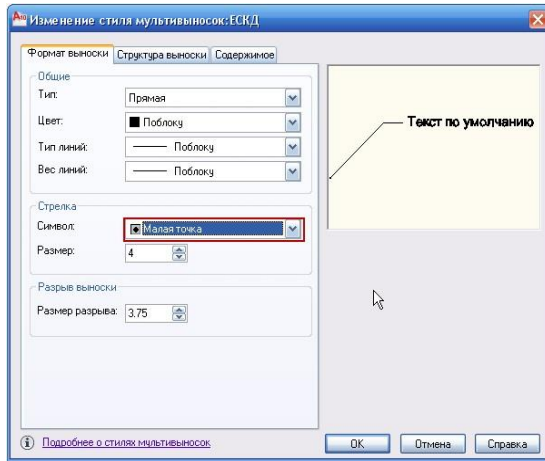 Изменение стиля мультивыносок:ЕСКД
Формат выноски Структура выноски Содержимое
Общие
Тип: Прямая
Цвет: Поблоку
Тип линий: Поблоку
Вес линий: Поблоку
Стрелка
Символ: Малая точка
Размер: 4
Разрыв выноски
Размер разрыва: 3.75
Текст по умолчанию
Подробнее о стилях мультивыносок
ОК Отмена Справка